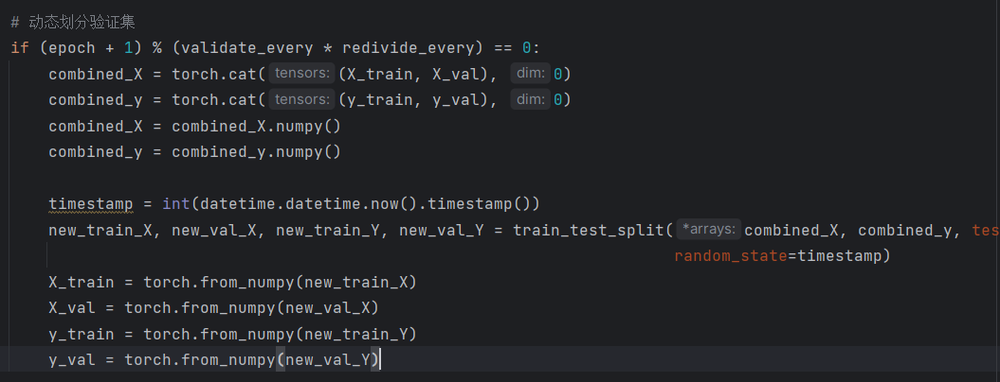 # 动态划分验证集
if (epoch + 1) % (validate_every * redivide_every) == 0:
combined_X = torch.cat( tensors: (X_train, X_val), dim: 0)
combined_y = torch.cat( tensors: (y_train, y_val), dim: 0)
combined_X = combined_X.numpy()
combined_y = combined_y.numpy()
timestamp = int(datetime.datetime.now().timestamp())
new_train_X, new_val_X, new_train_Y, new_val_Y = train_test_split( *arrays: combined_X, combined_y, tes
random_state=timestamp)
X_train = torch.from_numpy(new_train_X)
X_val = torch.from_numpy(new_val_X)
y_train = torch.from_numpy(new_train_Y)
y_val = torch.from_numpy(new_val_Y)